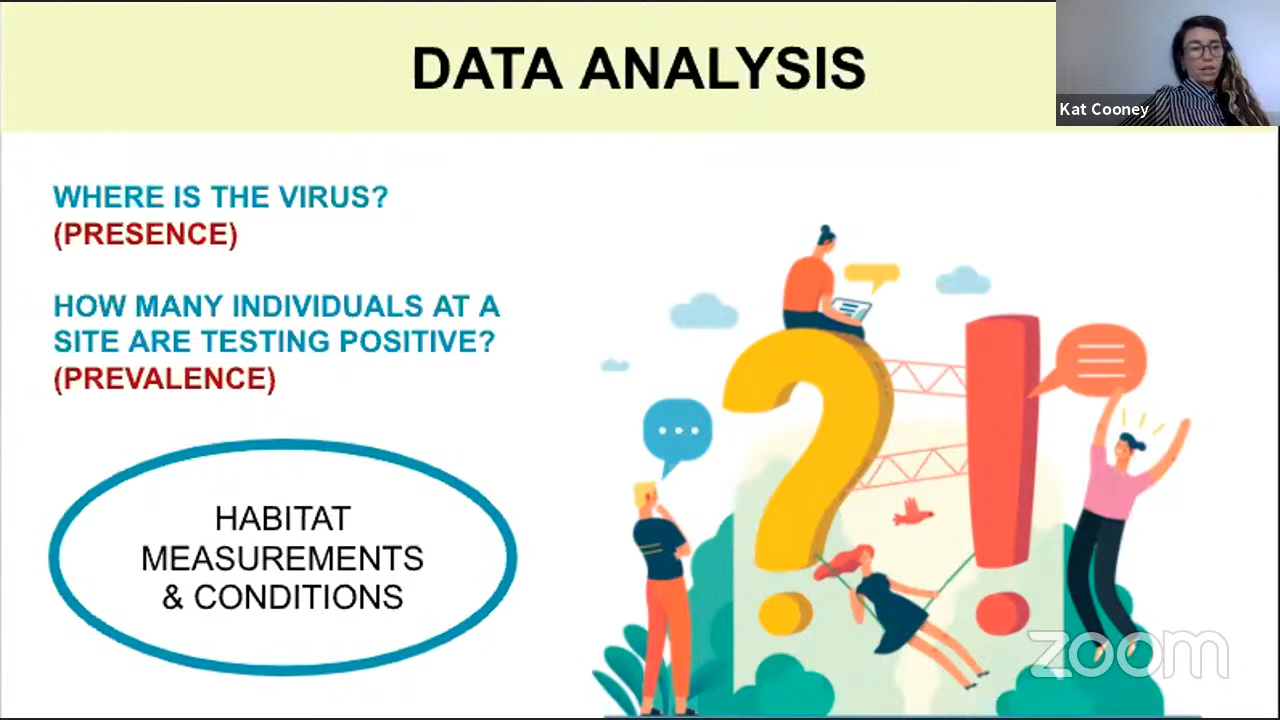 DATA ANALYSIS
Kat Cooney
WHERE IS THE VIRUS?
(PRESENCE)
HOW MANY INDIVIDUALS AT A
SITE ARE TESTING POSITIVE?
(PREVALENCE)
HABITAT
MEASUREMENTS
& CONDITIONS
zoom